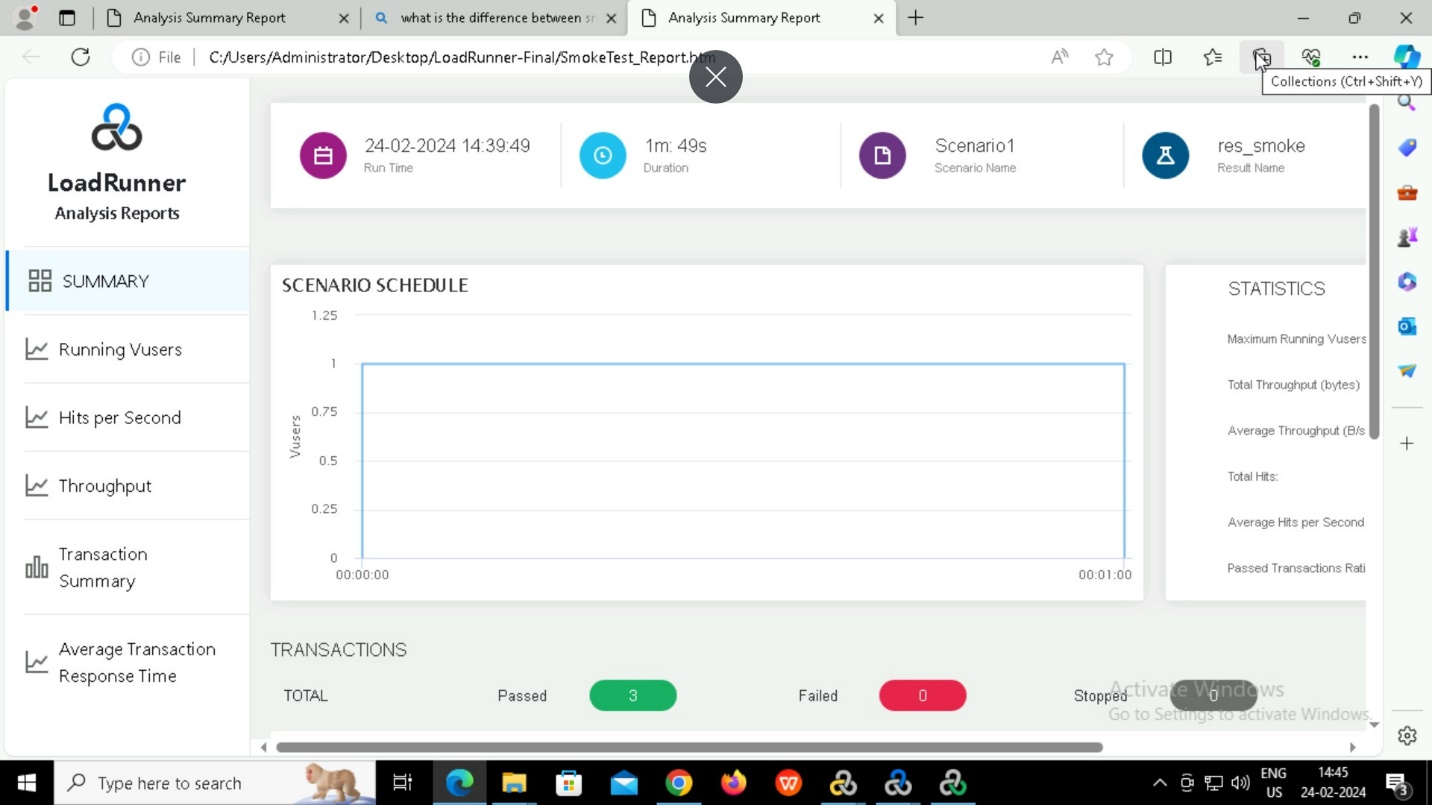 Analysis Summary Report
what is the difference between sr
Analysis Summary Report
File
C:/Users/Administrator/Desktop/LoadRunner-Final/SmokeTest_Report.htm
Collections (Ctrl+Shift+Y)
LoadRunner
Analysis Reports
SUMMARY
Running Vusers
Hits per Second
Throughput
Transaction
Summary
Average Transaction
Response Time
24-02-2024 14:39:49
Run Time
1m: 49s
Duration
Scenario1
Scenario Name
res_smoke
Result Name
SCENARIO SCHEDULE
1.25
1
0.75
0.5
0.25
0
Vusers
00:00:00
00:01:00
STATISTICS
Maximum Running Vusers
Total Throughput (bytes)
Average Throughput (B/s
Total Hits:
Average Hits per Second
Passed Transactions Rati
TRANSACTIONS
TOTAL Passed 3 Failed 0 Stopped 0
Activate Windows
Go to Settings to activate Windows.
Type here to search
ENG
US
14:45
24-02-2024
3